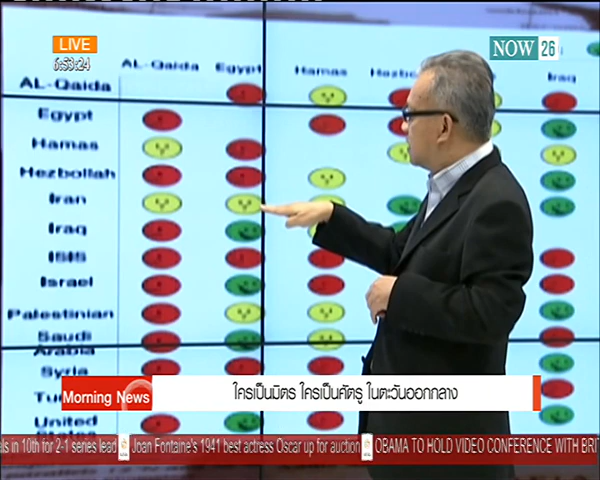 LIVE
6:53:24
NOW 26
AL-Qaida Egypt Hamas Iraq
AL-Qaida
Egypt
Hamas
Hezbollah
Iran
Iraq
ISIS
Israel
Palestinian
Saudi
Arabia
Syria
United
Morning News
ใครเป็นมิตร ใครเป็นศัตรู ในตะวันออกกลาง
in 10th for 2-1 series lead Joan Fontaine's 1941 best actress Oscar up for auction OBAMA TO HOLD VIDEO CONFERENCE WITH